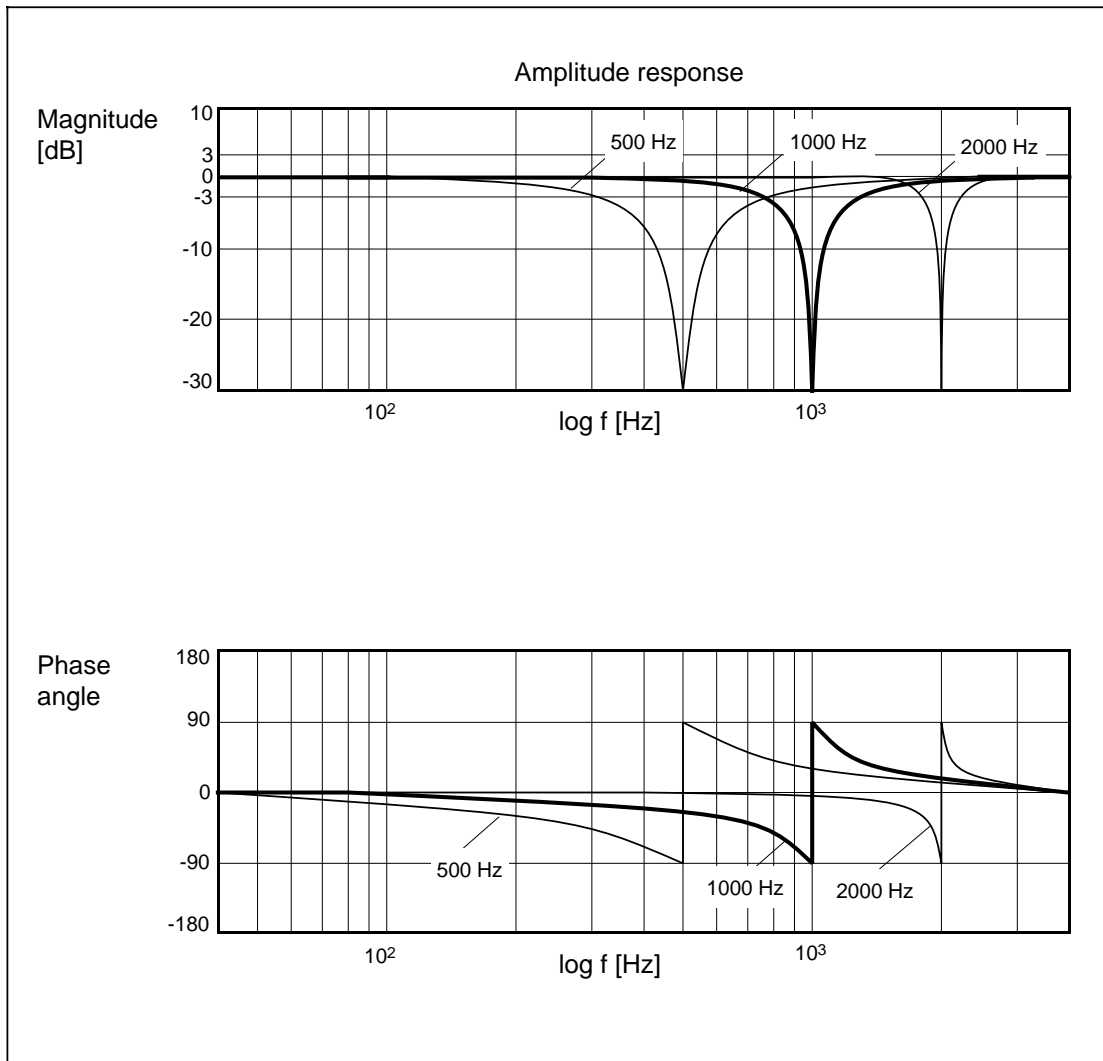 Amplitude response
Magnitude
[dB]
10
3
0
-3
-10
-20
-30
500 Hz
1000 Hz
2000 Hz
10²
10³
log f [Hz]
Phase
angle
180
90
0
-90
-180
500 Hz
1000 Hz
2000 Hz
10²
10³
log f [Hz]